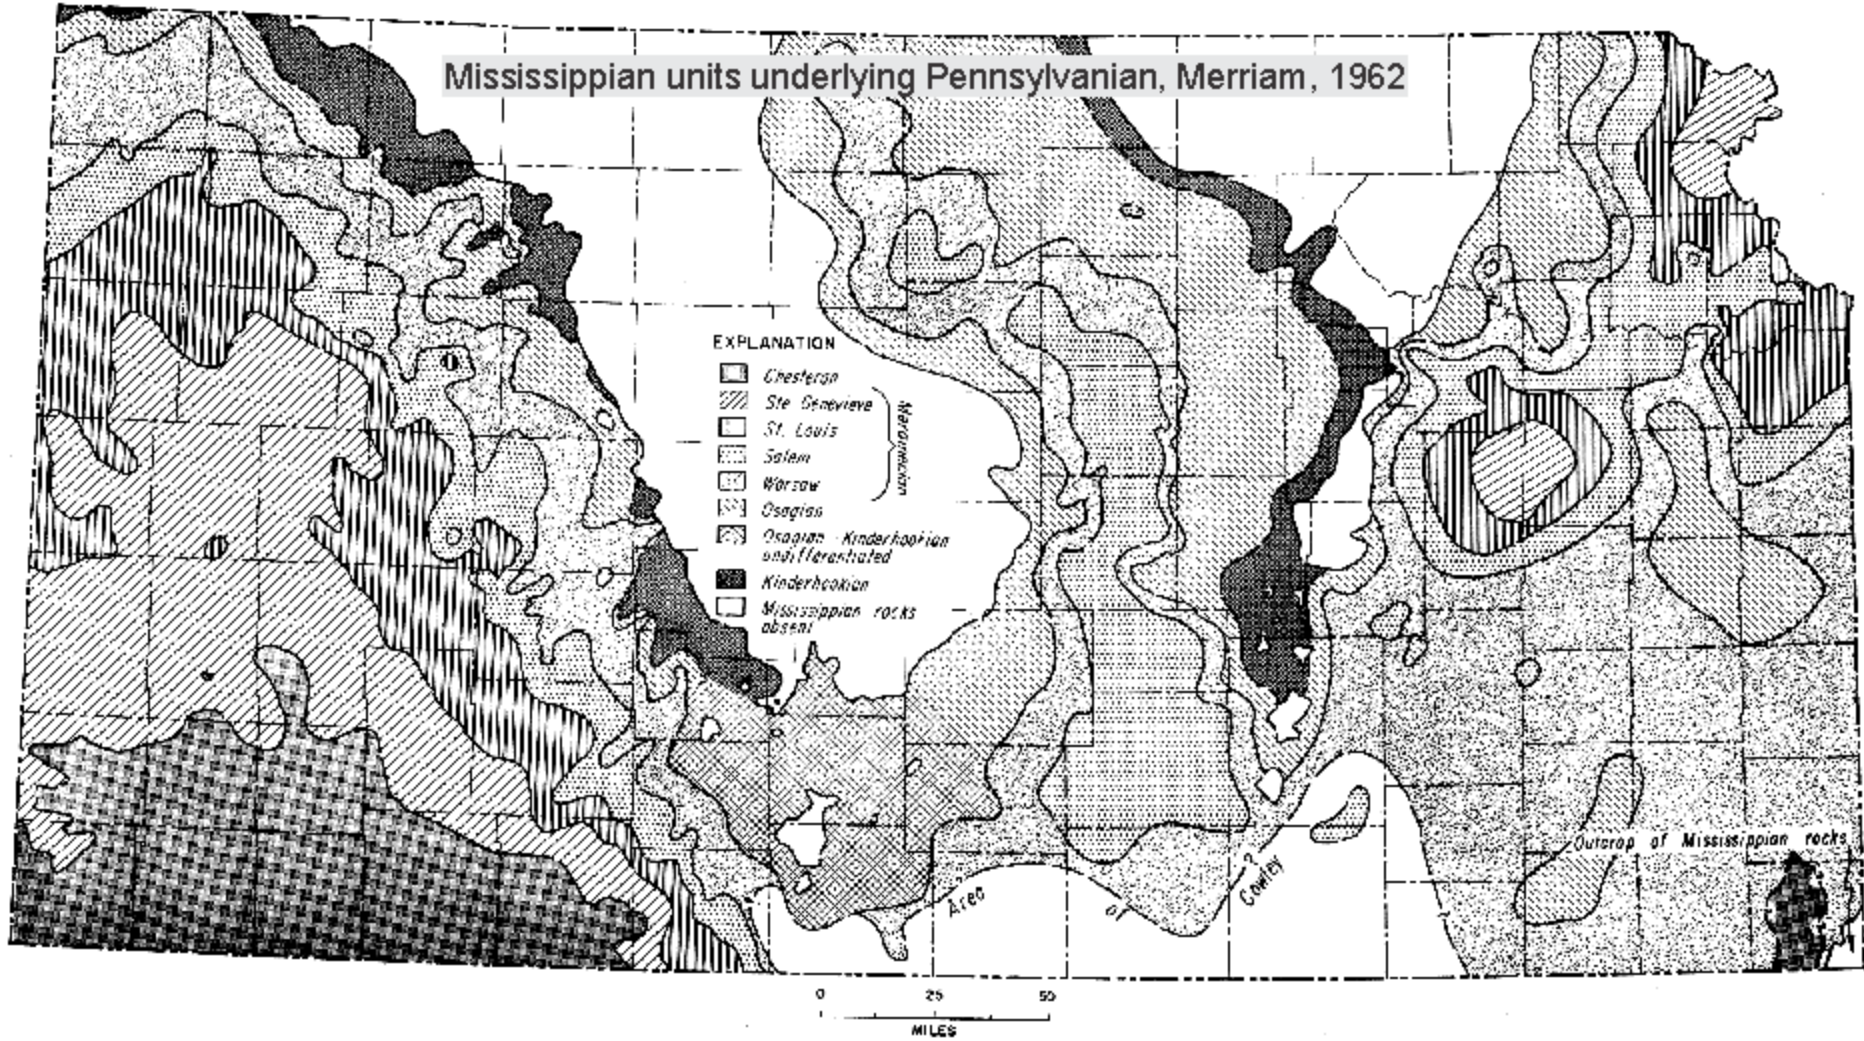 Mississippian units underlying Pennsylvanian, Merriam, 1962
EXPLANATION
Chesteran
Ste Genevieve
St. Louis
Salem
Warsaw
Meramecian
Osagian
Osagian - Kinderhookian
undifferentiated
Kinderhookian
Mississippian rocks
absent
Outcrop of Mississippian rocks
Area of Cowley
?
0 25 50
MILES